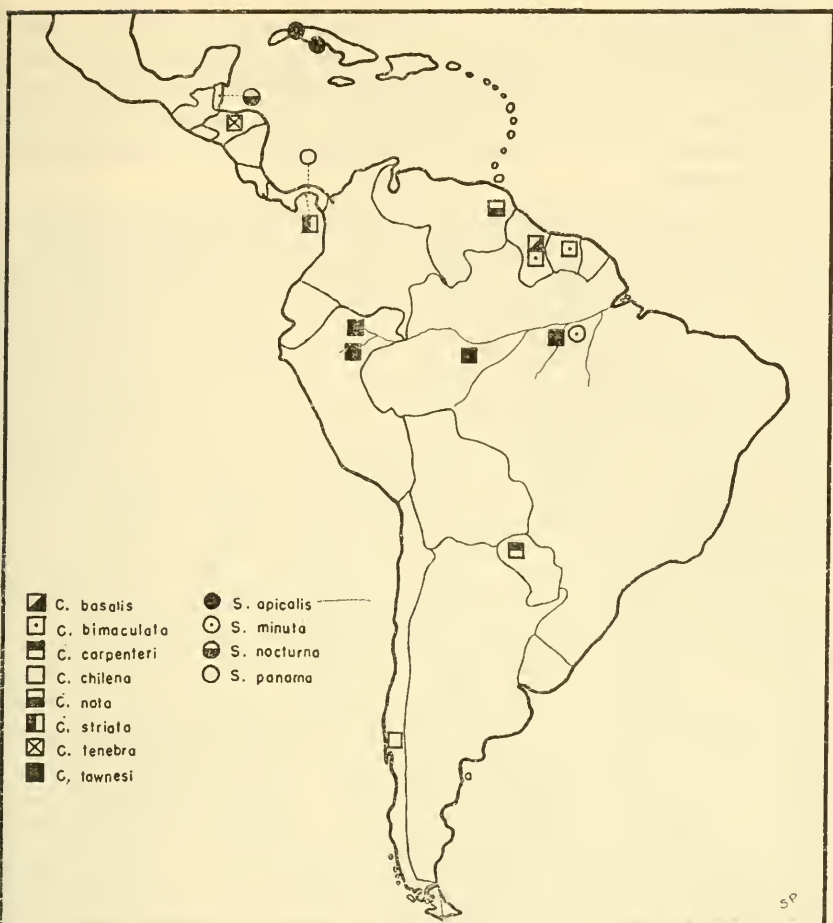 C. basalis
C. bimaculata
C. carpenteri
C. chilena
C. nota
C. striata
C. tenebra
C, townesi
S. apicalis
S. minuta
S. nocturna
S. panama
SP